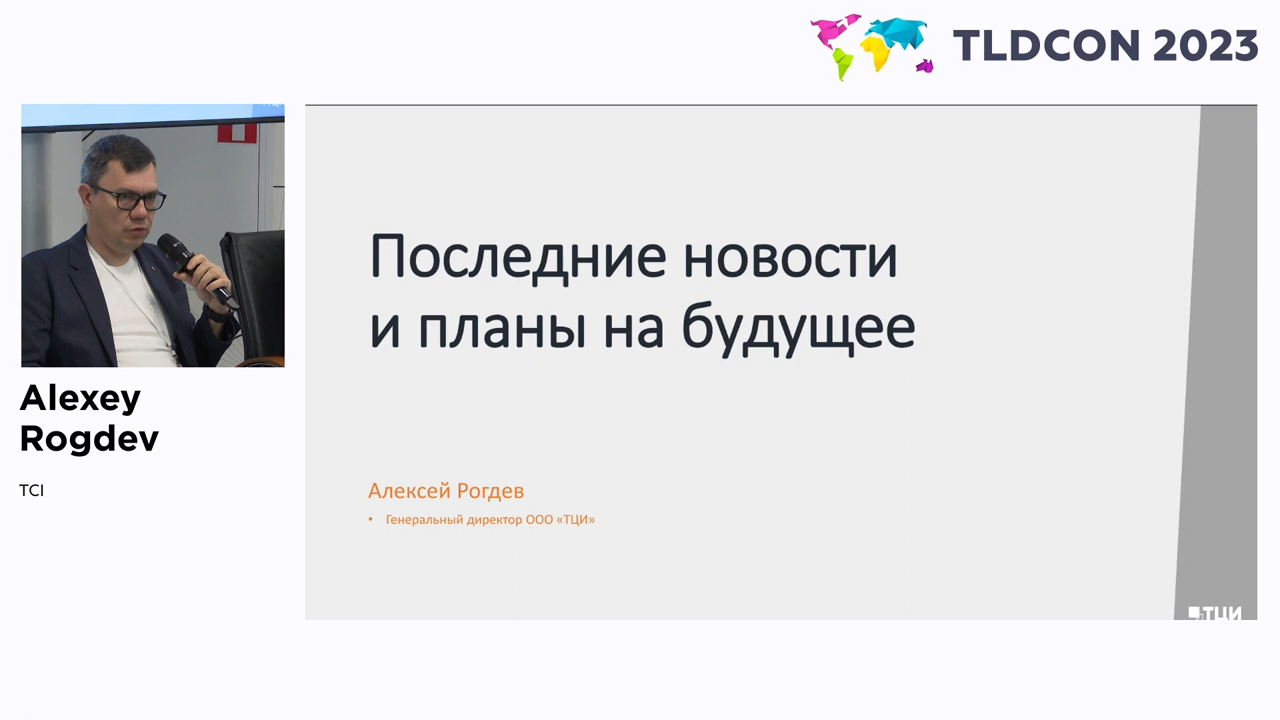 TLDCON 2023
Alexey
Rogdev
TCI
Последние новости
и планы на будущее
Алексей Рогдев
• Генеральный директор ООО «ТЦИ»
ТЦИ